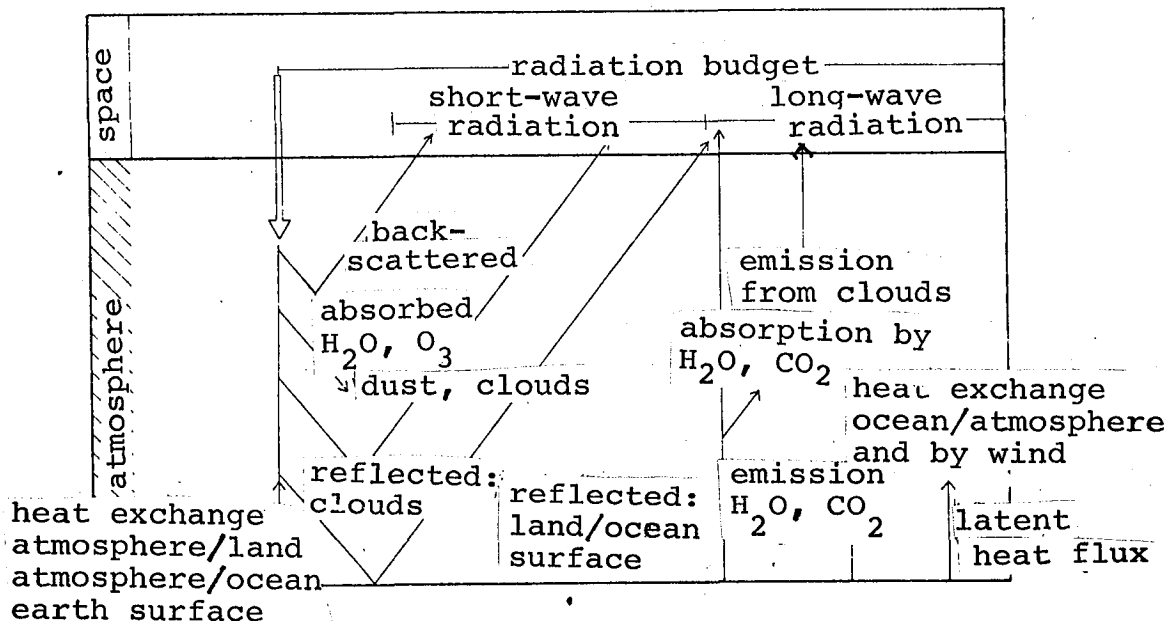 space
radiation budget
short-wave
radiation
long-wave
radiation
back-
scattered
absorbed
H2O, O3
dust, clouds
emission
from clouds
absorption by
H2O, CO2
heat exchange
ocean/atmosphere
and by wind
atmosphere
reflected:
clouds
reflected:
land/ocean
surface
emission
H2O, CO2
latent
heat flux
heat exchange
atmosphere/land
atmosphere/ocean
earth surface